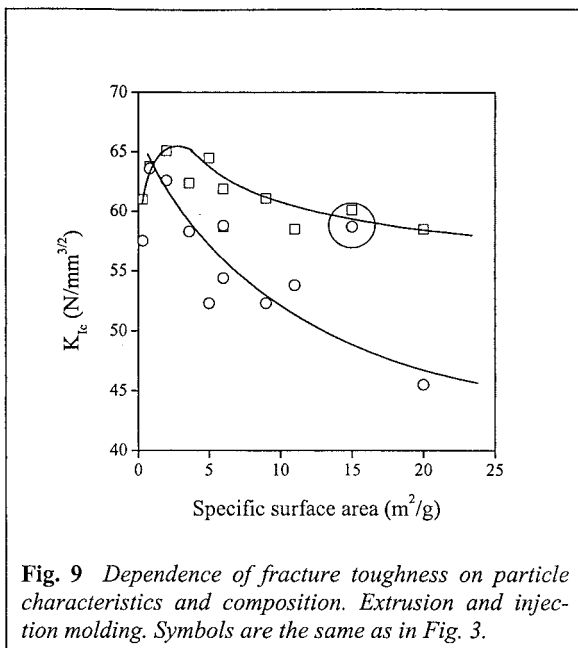 70
65
60
55
50
45
40
K_Ic (N/mm^3/2)
0 5 10 15 20 25
Specific surface area (m²/g)
Fig. 9 Dependence of fracture toughness on particle
characteristics and composition. Extrusion and injec-
tion molding. Symbols are the same as in Fig. 3.